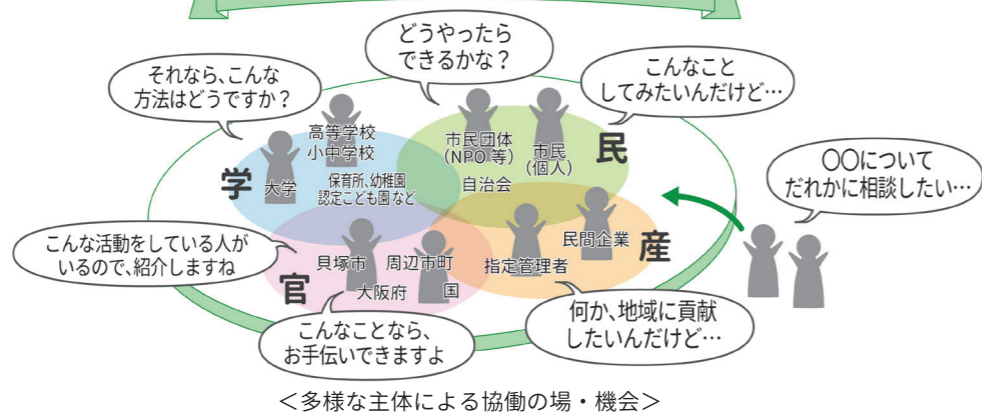 どうやったら
できるかな？
それなら、こんな
方法はどうですか？
こんなこと
してみたいんだけど…
高等学校
小中学校
市民団体
（NPO 等）
市民
（個人）
民
〇〇について
だれかに相談したい…
学
大学
保育所、幼稚園
認定こども園 など
自治会
こんな活動をしている人が
いるので、紹介しますね
貝塚市
周辺市町
指定管理者
民間企業
産
官
大阪府
国
こんなことなら、
お手伝いできますよ
何か、地域に貢献
したいんだけど…
＜多様な主体による協働の場・機会＞